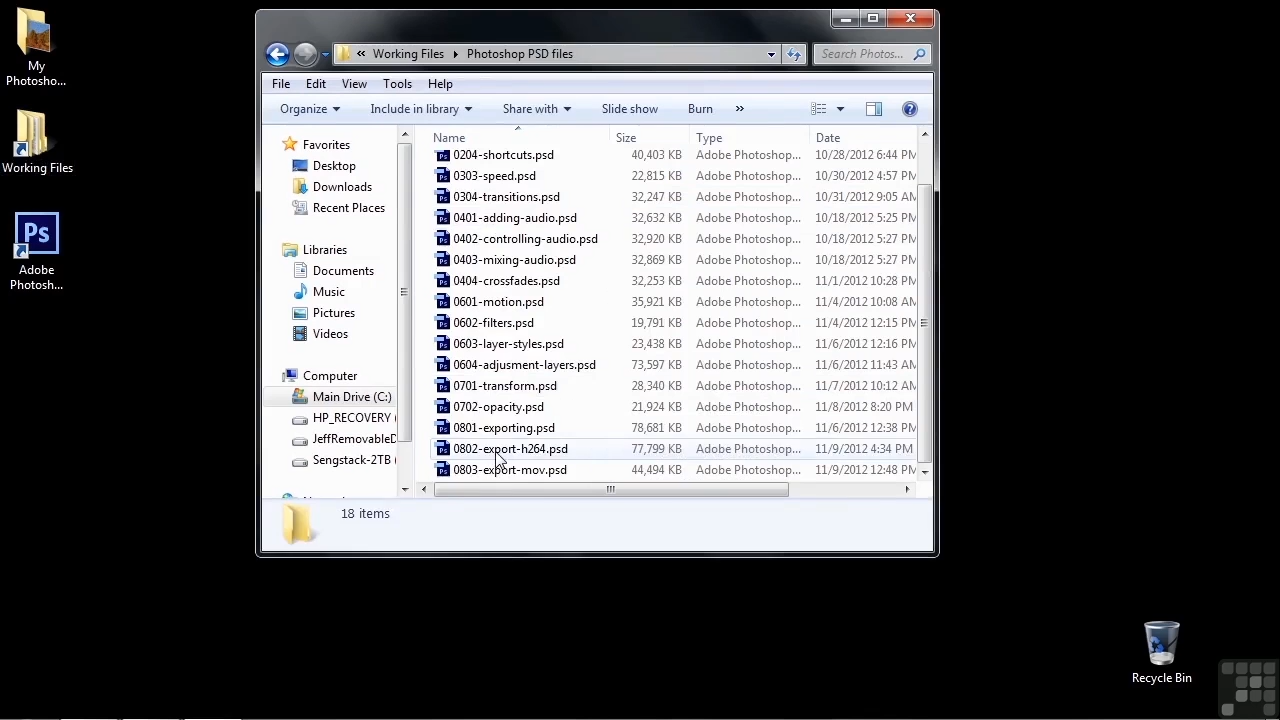 My
Photosho...
Working Files
Ps
Adobe
Photosh...
« Working Files Photoshop PSD files
Search Photos...
File Edit View Tools Help
Organize Include in library Share with Slide show Burn »
Favorites
Desktop
Downloads
Recent Places
Libraries
Documents
Music
Pictures
Videos
Computer
Main Drive (C:)
HP_RECOVERY (
JeffRemovableD
Sengstack-2TB (
Name Size Type Date
0204-shortcuts.psd 40,403 KB Adobe Photoshop... 10/28/2012 6:44 PM
0303-speed.psd 22,815 KB Adobe Photoshop... 10/30/2012 4:57 PM
0304-transitions.psd 32,247 KB Adobe Photoshop... 10/31/2012 9:05 AM
0401-adding-audio.psd 32,632 KB Adobe Photoshop... 10/18/2012 5:25 PM
0402-controlling-audio.psd 32,920 KB Adobe Photoshop... 10/18/2012 5:27 PM
0403-mixing-audio.psd 32,869 KB Adobe Photoshop... 10/18/2012 5:27 PM
0404-crossfades.psd 32,253 KB Adobe Photoshop... 11/1/2012 10:28 PM
0601-motion.psd 35,921 KB Adobe Photoshop... 11/4/2012 10:08 AM
0602-filters.psd 19,791 KB Adobe Photoshop... 11/4/2012 12:15 PM
0603-layer-styles.psd 23,438 KB Adobe Photoshop... 11/6/2012 12:16 PM
0604-adjusment-layers.psd 73,597 KB Adobe Photoshop... 11/6/2012 11:43 AM
0701-transform.psd 28,340 KB Adobe Photoshop... 11/7/2012 10:12 AM
0702-opacity.psd 21,924 KB Adobe Photoshop... 11/8/2012 8:20 PM
0801-exporting.psd 78,681 KB Adobe Photoshop... 11/6/2012 12:38 PM
0802-export-h264.psd 77,799 KB Adobe Photoshop... 11/9/2012 4:34 PM
0803-export-mov.psd 44,494 KB Adobe Photoshop... 11/9/2012 12:48 PM
18 items
Recycle Bin